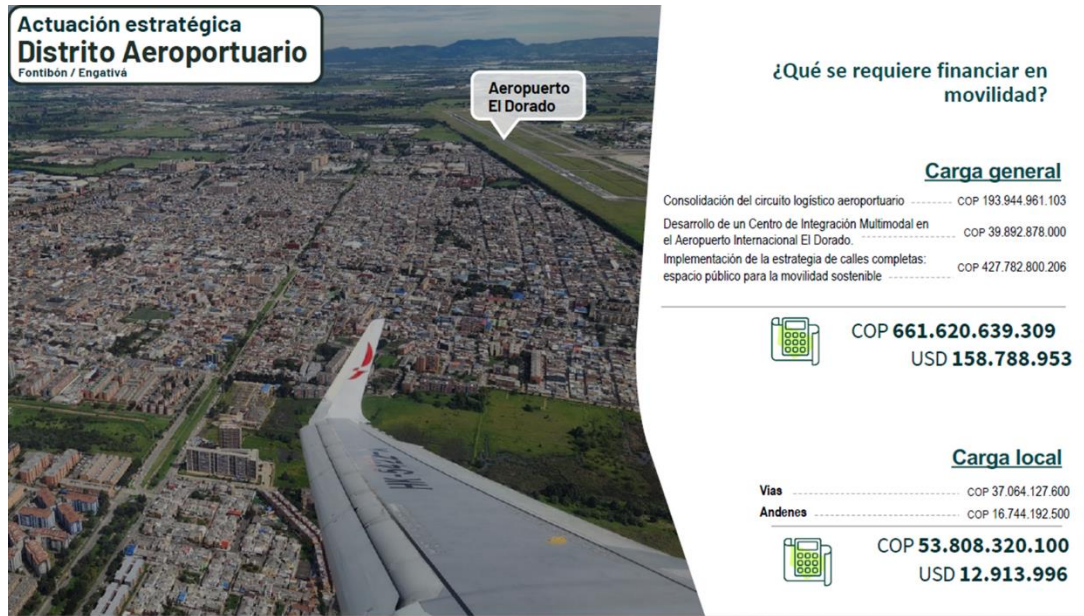 Actuación estratégica
Distrito Aeroportuario
Fontibón / Engativá
Aeropuerto
El Dorado
¿Qué se requiere financiar en
movilidad?
Carga general
Consolidación del circuito logístico aeroportuario COP 193.944.961.103
Desarrollo de un Centro de Integración Multimodal en
el Aeropuerto Internacional El Dorado. COP 39.892.878.000
Implementación de la estrategia de calles completas:
espacio público para la movilidad sostenible COP 427.782.800.206
COP 661.620.639.309
USD 158.788.953
Carga local
Vías COP 37.064.127.600
Andenes COP 16.744.192.500
COP 53.808.320.100
USD 12.913.996